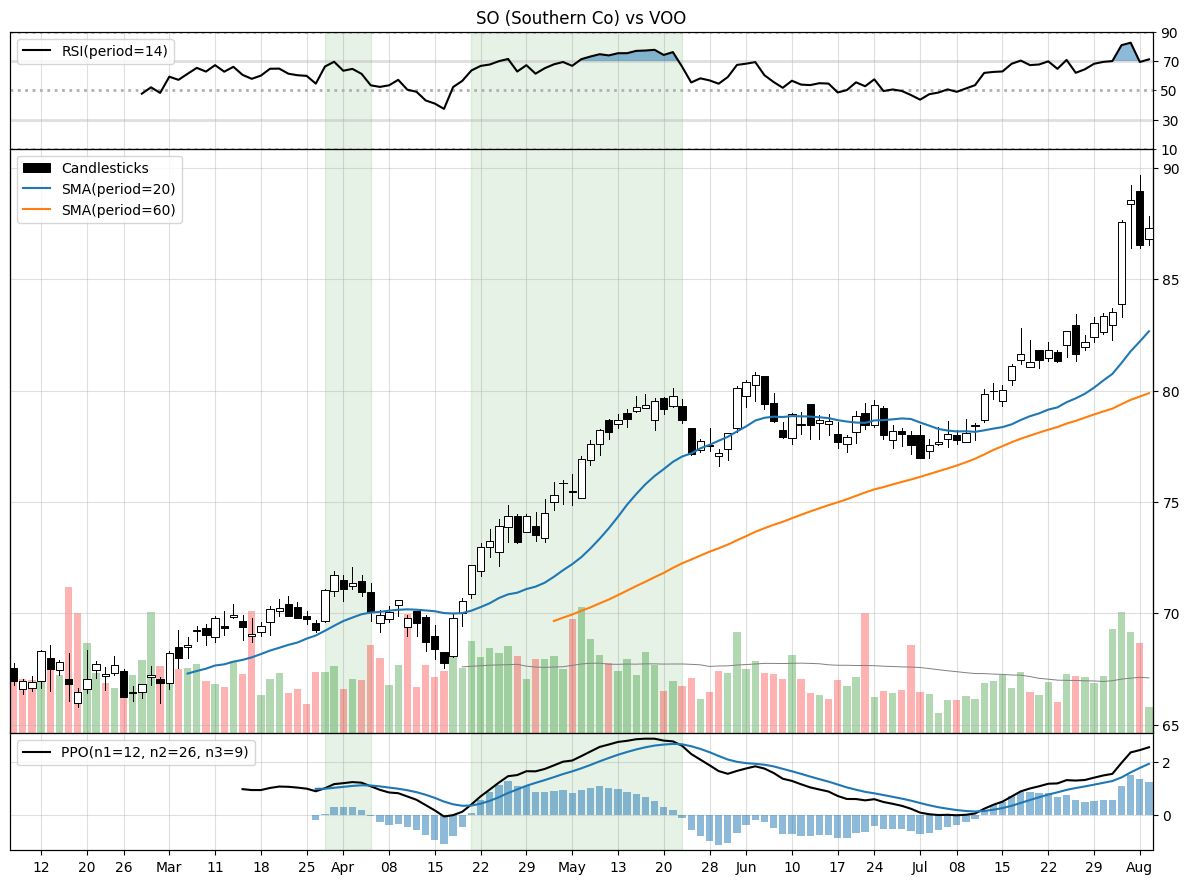 SO (Southern Co) vs VOO
RSI(period=14)
90
70
50
30
10
Candlesticks
SMA(period=20)
SMA(period=60)
90
85
80
75
70
65
PPO(n1=12, n2=26, n3=9)
2
0
12 20 26 Mar 11 18 25 Apr 08 15 22 29 May 13 20 28 Jun 10 17 24 Jul 08 15 22 29 Aug